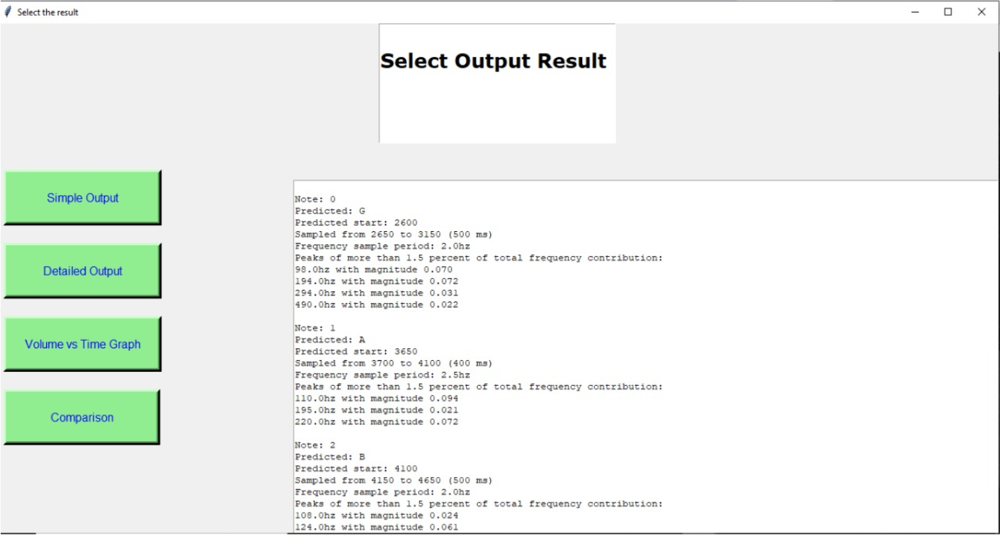 Select the result
Select Output Result
Simple Output
Detailed Output
Volume vs Time Graph
Comparison
Note: 0
Predicted: G
Predicted start: 2600
Sampled from 2650 to 3150 (500 ms)
Frequency sample period: 2.0hz
Peaks of more than 1.5 percent of total frequency contribution:
98.0hz with magnitude 0.070
194.0hz with magnitude 0.072
294.0hz with magnitude 0.031
490.0hz with magnitude 0.022
Note: 1
Predicted: A
Predicted start: 3650
Sampled from 3700 to 4100 (400 ms)
Frequency sample period: 2.5hz
Peaks of more than 1.5 percent of total frequency contribution:
110.0hz with magnitude 0.094
195.0hz with magnitude 0.021
220.0hz with magnitude 0.072
Note: 2
Predicted: B
Predicted start: 4100
Sampled from 4150 to 4650 (500 ms)
Frequency sample period: 2.0hz
Peaks of more than 1.5 percent of total frequency contribution:
108.0hz with magnitude 0.024
124.0hz with magnitude 0.061